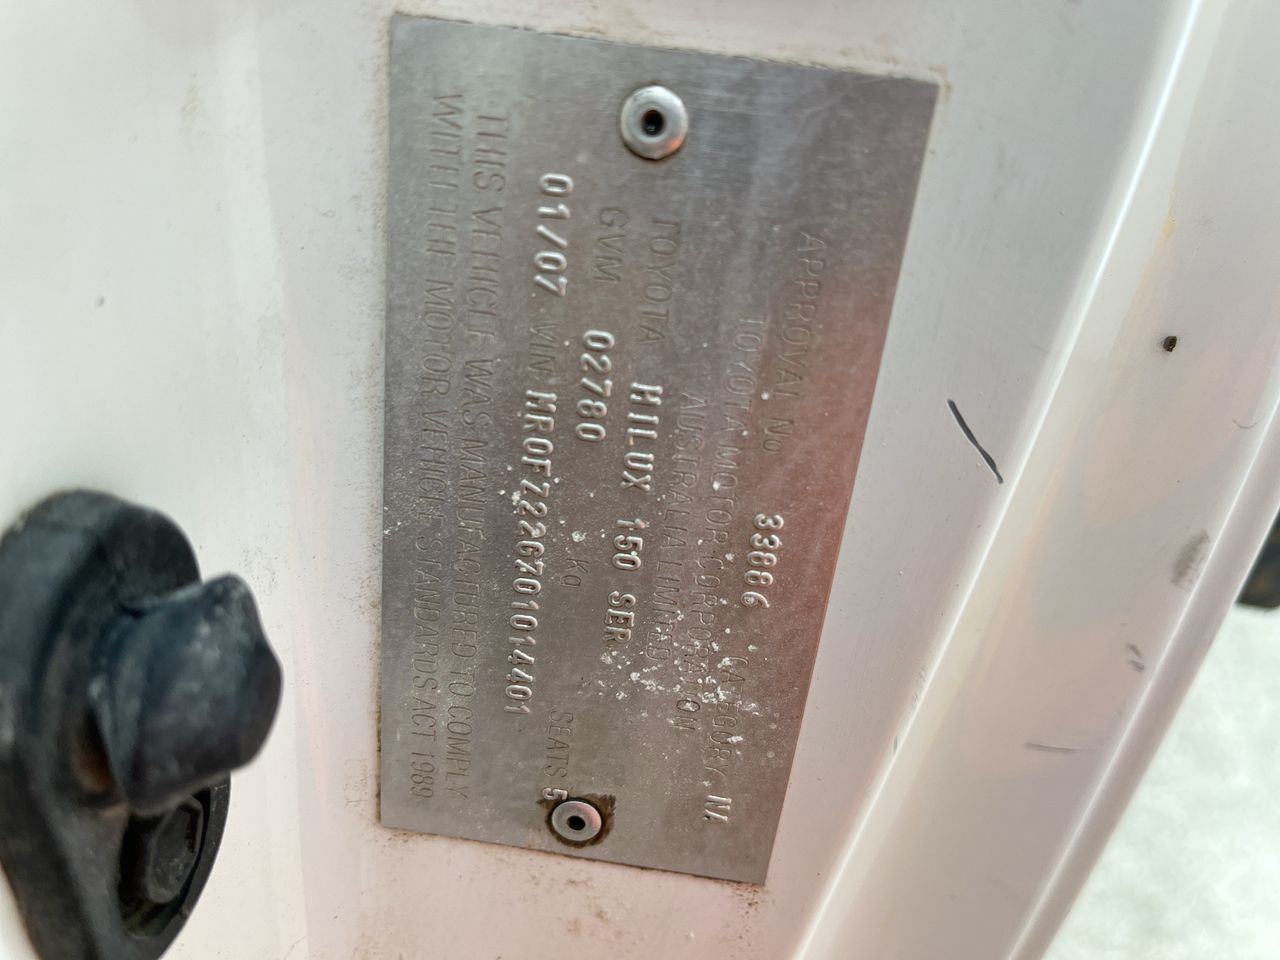 APPROVAL No 33886 CATEGORY N.
TOYOTA MOTOR CORPORATION
AUSTRALIA LIMITED
TOYOTA HILUX 150 SER
GVM 02780 Kg SEATS 5
01/07 VIN MR0FZ22G701014401
THIS VEHICLE WAS MANUFACTURED TO COMPLY
WITH THE MOTOR VEHICLE STANDARDS ACT 1989